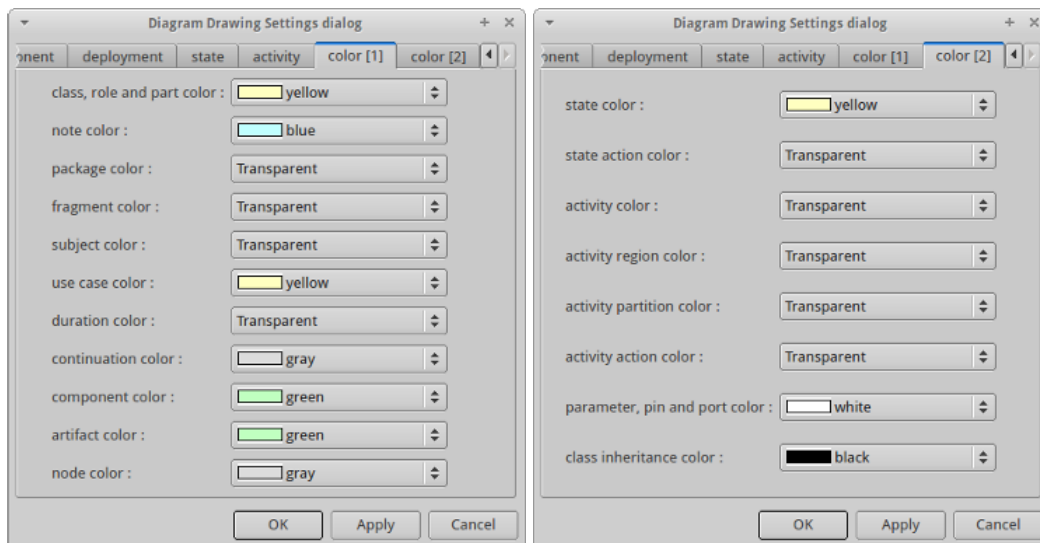 Diagram Drawing Settings dialog
onent deployment state activity color [1] color [2]
class, role and part color : yellow
note color : blue
package color : Transparent
fragment color : Transparent
subject color : Transparent
use case color : yellow
duration color : Transparent
continuation color : gray
component color : green
artifact color : green
node color : gray
OK Apply Cancel
Diagram Drawing Settings dialog
onent deployment state activity color [1] color [2]
state color : yellow
state action color : Transparent
activity color : Transparent
activity region color : Transparent
activity partition color : Transparent
activity action color : Transparent
parameter, pin and port color : white
class inheritance color : black
OK Apply Cancel